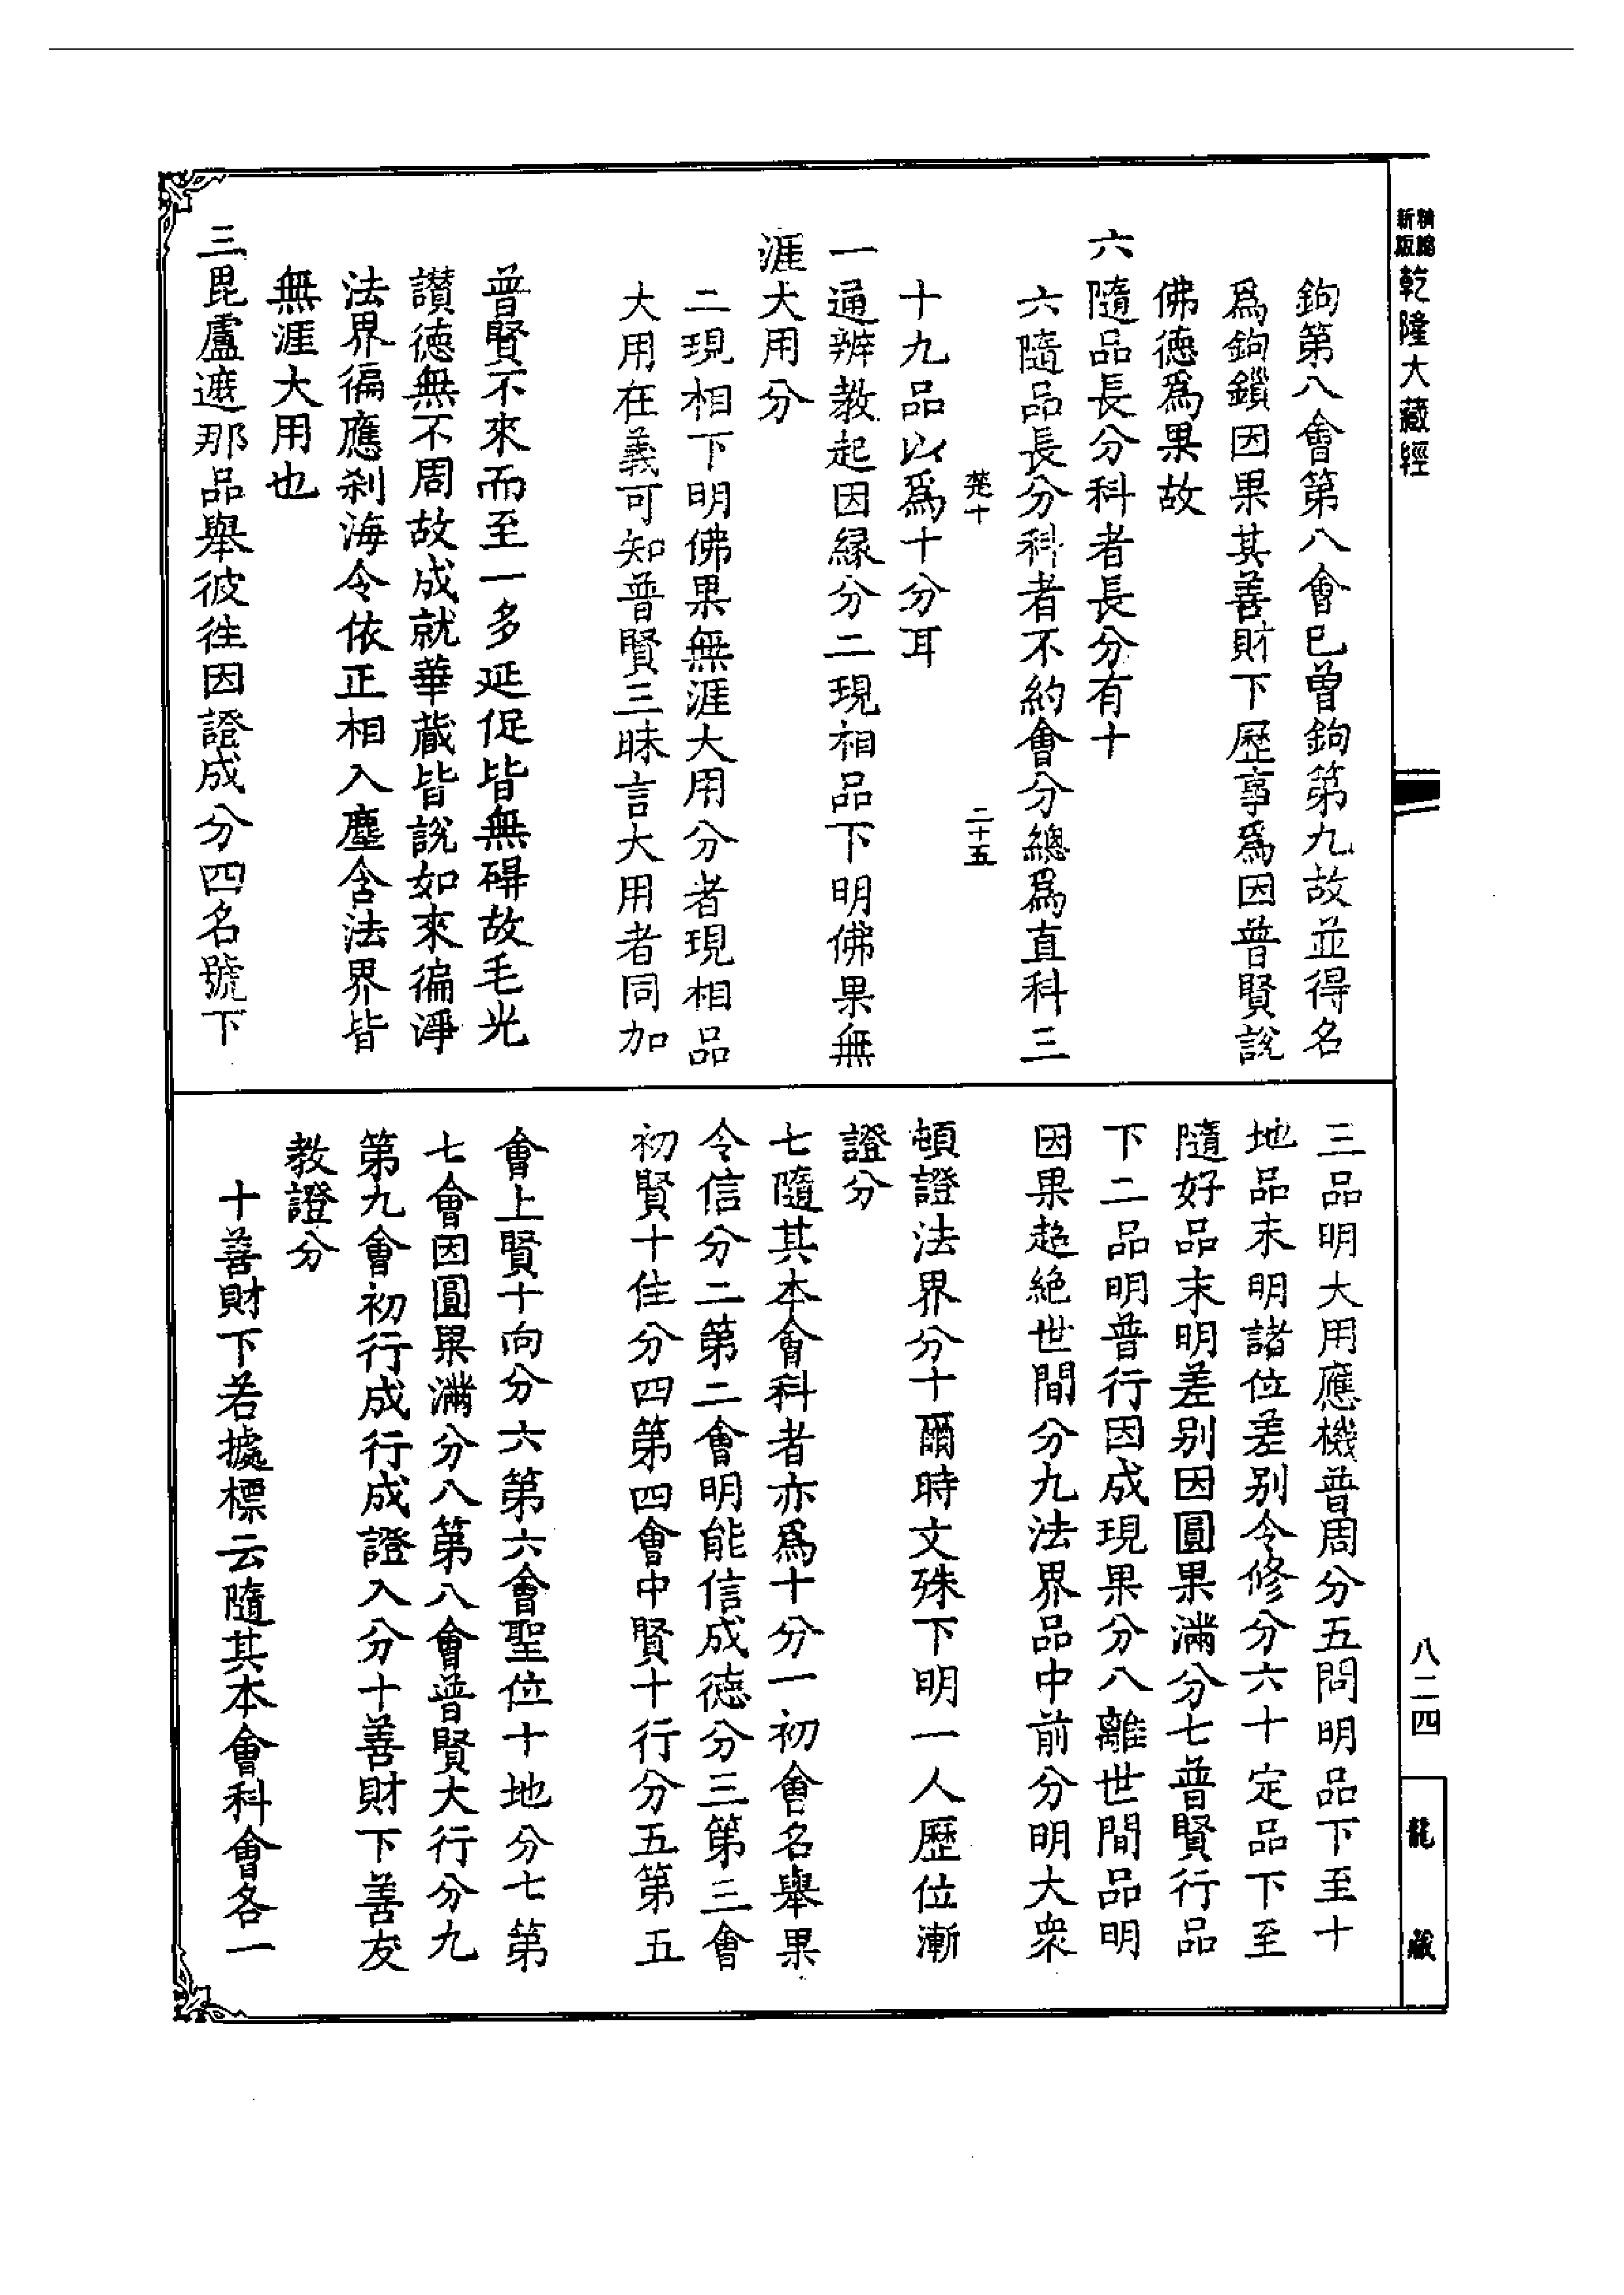 新版精縮乾隆大藏經
鉤第八會第八會已曾鉤第九故並得名
爲鉤鎖因果其善財下歷事爲因普賢說
佛德爲果故
六隨品長分科者長分有十
六隨品長分科者不約會分總爲直科三
楚十 二十五
十九品以爲十分耳
一通辨教起因緣分二現相品下明佛果無
涯大用分
二現相下明佛果無涯大用分者現相品
大用在義可知普賢三昧言大用者同加
普賢不來而至一多延促皆無礙故毛光
讚德無不周故成就華藏皆說如來徧淨
法界徧應刹海令依正相入塵含法界皆
無涯大用也
三毘盧遮那品舉彼往因證成分四名號下
三品明大用應機普周分五問明品下至十
地品末明諸位差別令修分六十定品下至
隨好品末明差別因圓果滿分七普賢行品
下二品明普行因成現果分八離世間品明
因果超絶世間分九法界品中前分明大衆
頓證法界分十爾時文殊下明一人歷位漸
證分
七隨其本會科者亦爲十分一初會名舉果
令信分二第二會明能信成德分三第三會
初賢十住分四第四會中賢十行分五第五
會上賢十向分六第六會聖位十地分七第
七會因圓果滿分八第八會普賢大行分九
第九會初行成行成證入分十善財下善友
教證分
十善財下若據標云隨其本會科會各一
八二四
龍藏